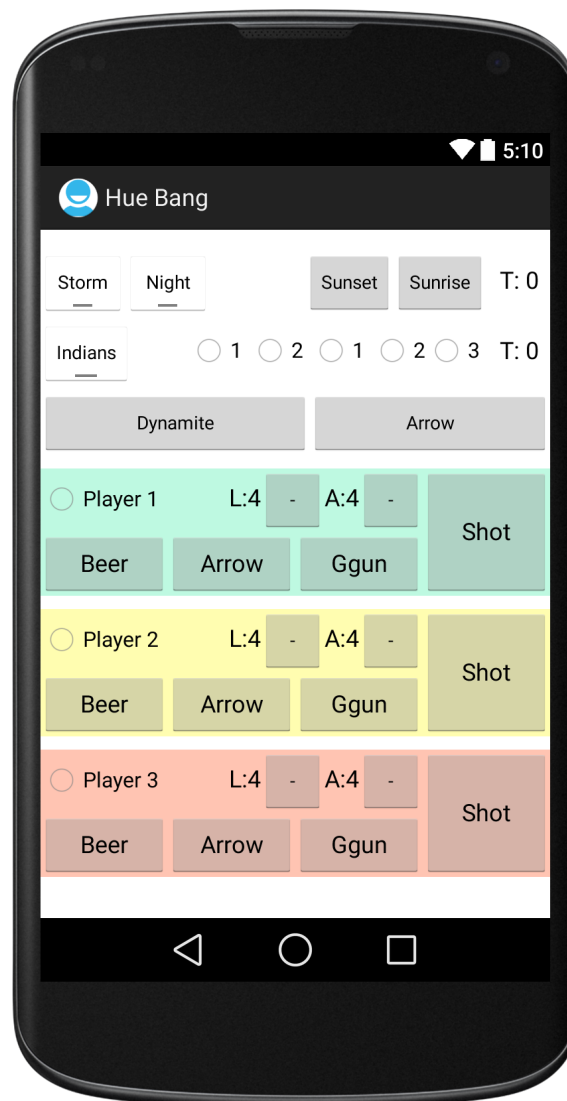 5:10
Hue Bang
Storm Night Sunset Sunrise T: 0
Indians 1 2 1 2 3 T: 0
Dynamite Arrow
Player 1 L:4 - A:4 - Shot
Beer Arrow Ggun
Player 2 L:4 - A:4 - Shot
Beer Arrow Ggun
Player 3 L:4 - A:4 - Shot
Beer Arrow Ggun